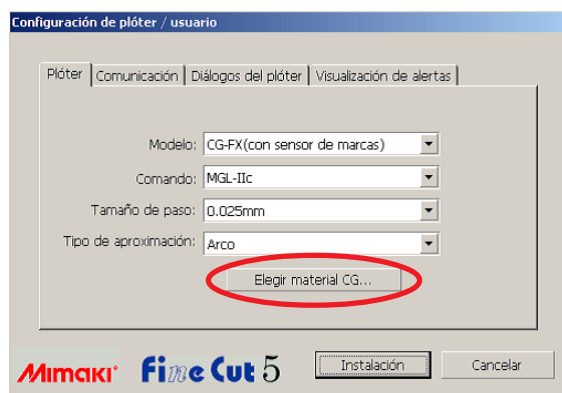 Configuración de plóter / usuario
Plóter Comunicación Diálogos del plóter Visualización de alertas
Modelo: CG-FX(con sensor de marcas)
Comando: MGL-IIc
Tamaño de paso: 0.025mm
Tipo de aproximación: Arco
Elegir material CG...
Mimaki FineCut 5 Instalación Cancelar